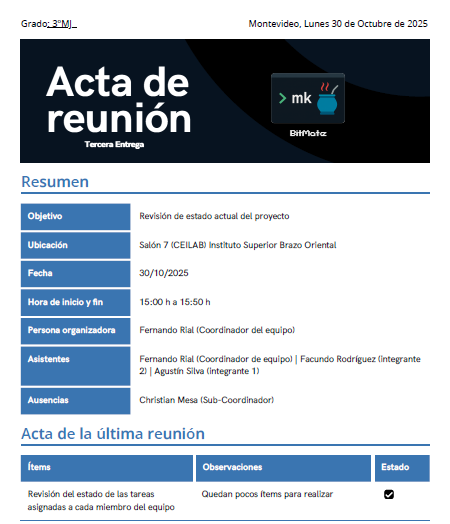 Grado: 3°MJ_
Montevideo, Lunes 30 de Octubre de 2025
Acta de
reunión
Tercera Entrega
> mk
BitMatz
Resumen
Objetivo Revisión de estado actual del proyecto
Ubicación Salón 7 (CEILAB) Instituto Superior Brazo Oriental
Fecha 30/10/2025
Hora de inicio y fin 15:00 h a 15:50 h
Persona organizadora Fernando Rial (Coordinador del equipo)
Asistentes Fernando Rial (Coordinador de equipo) | Facundo Rodríguez (integrante
2) | Agustín Silva (integrante 1)
Ausencias Christian Mesa (Sub-Coordinador)
Acta de la última reunión
Ítems Observaciones Estado
Revisión del estado de las tareas Quedan pocos ítems para realizar
asignadas a cada miembro del equipo